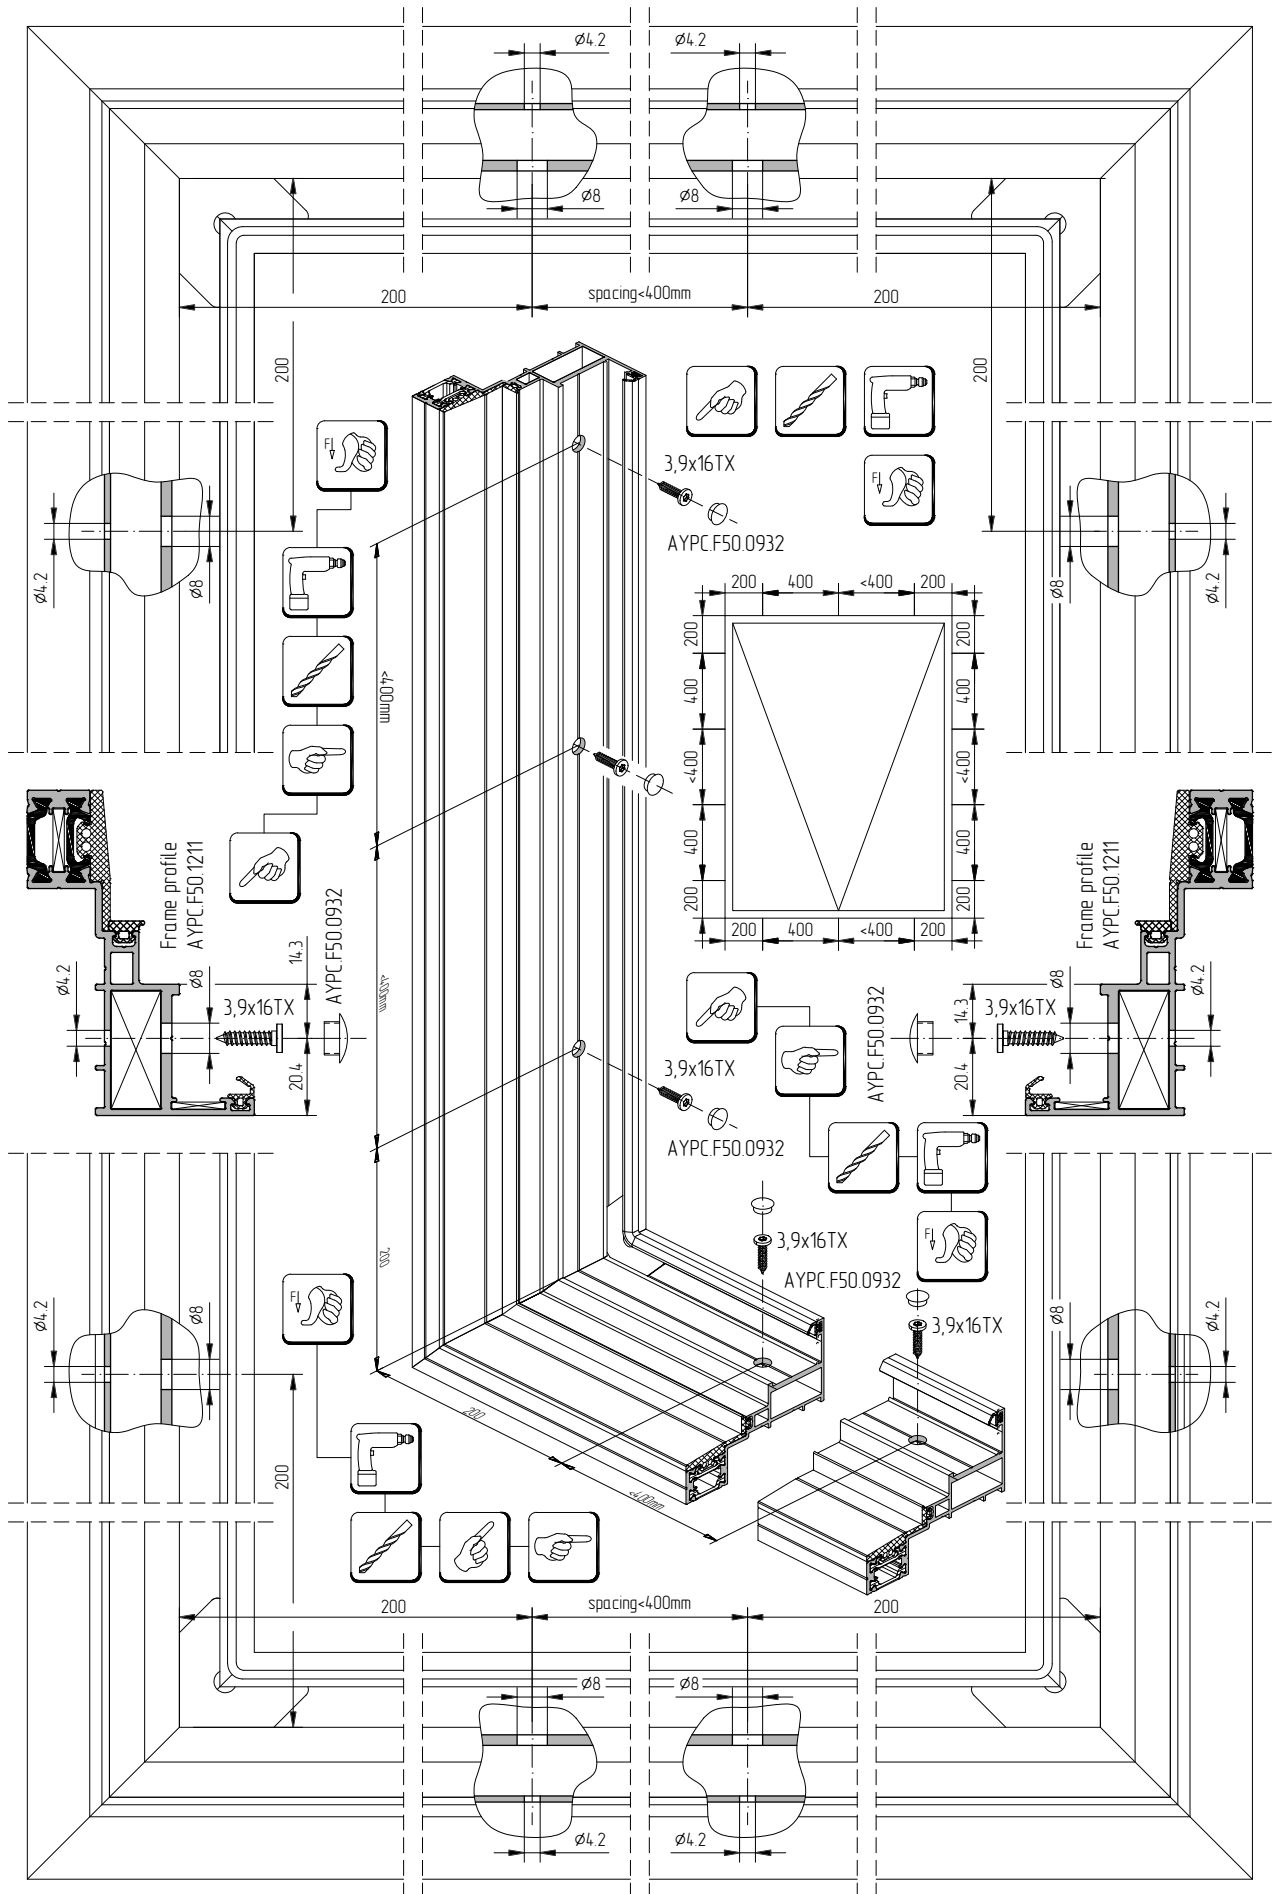 Ø4.2
Ø4.2
Ø8
Ø8
200
spacing<400mm
200
200
200
F
3,9x16TX
F
AYPC.F50.0932
Ø4.2
Ø8
Ø8
Ø4.2
200
400
<400
200
200
400
<400
400
200
200
400
<400
400
200
200
400
<400
200
<400mm
Frame profile
AYPC.F50.1211
AYPC.F50.0932
14.3
Ø4.2
Ø8
3,9x16TX
20.4
<400mm
Frame profile
AYPC.F50.1211
AYPC.F50.0932
14.3
3,9x16TX
Ø8
Ø4.2
20.4
3,9x16TX
AYPC.F50.0932
200
3,9x16TX
F
AYPC.F50.0932
3,9x16TX
Ø4.2
Ø8
F
Ø8
Ø4.2
200
<400mm
200
200
spacing<400mm
200
Ø8
Ø8
Ø4.2
Ø4.2